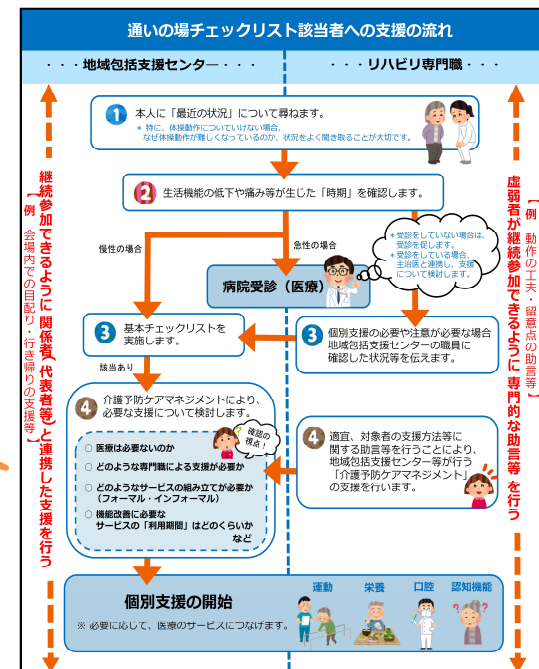 通いの場チェックリスト該当者への支援の流れ
・・・地域包括支援センター・・・
・・・リハビリ専門職・・・
1
本人に「最近の状況」について尋ねます。
＊ 特に、体操動作についていけない場合、
なぜ体操動作が難しくなっているのか、状況をよく聞き取ることが大切です。
2
生活機能の低下や痛み等が生じた「時期」を確認します。
慢性の場合
急性の場合
＊受診をしていない場合は、
受診を促します。
＊受診している場合、
主治医と連携し、支援
について検討します。
病院受診（医療）
3
基本チェックリストを
実施します。
3
個別支援の必要や注意が必要な場合
地域包括支援センターの職員に
確認した状況等を伝えます。
該当あり
4
介護予防ケアマネジメントにより、
必要な支援について検討します。
確認の
視点！
○ 医療は必要ないのか
○ どのような専門職による支援が必要か
○ どのようなサービスの組み立てが必要か
（フォーマル・インフォーマル）
○ 機能改善に必要な
サービスの「利用期間」はどのくらいか
など
4
適宜、対象者の支援方法等に
関する助言等を行うことにより、
地域包括支援センター等が行う
「介護予防ケアマネジメント」
の支援を行います。
個別支援の開始
※ 必要に応じて、医療のサービスにつなげます。
運動
栄養
口腔
認知機能
継続参加できるように関係者（代表者等）と連携した支援を行う
【例 会場内での目配り・行き帰りの支援等】
虚弱者が継続参加できるように専門的な助言等を行う
【例 動作の工夫・留意点の助言等】